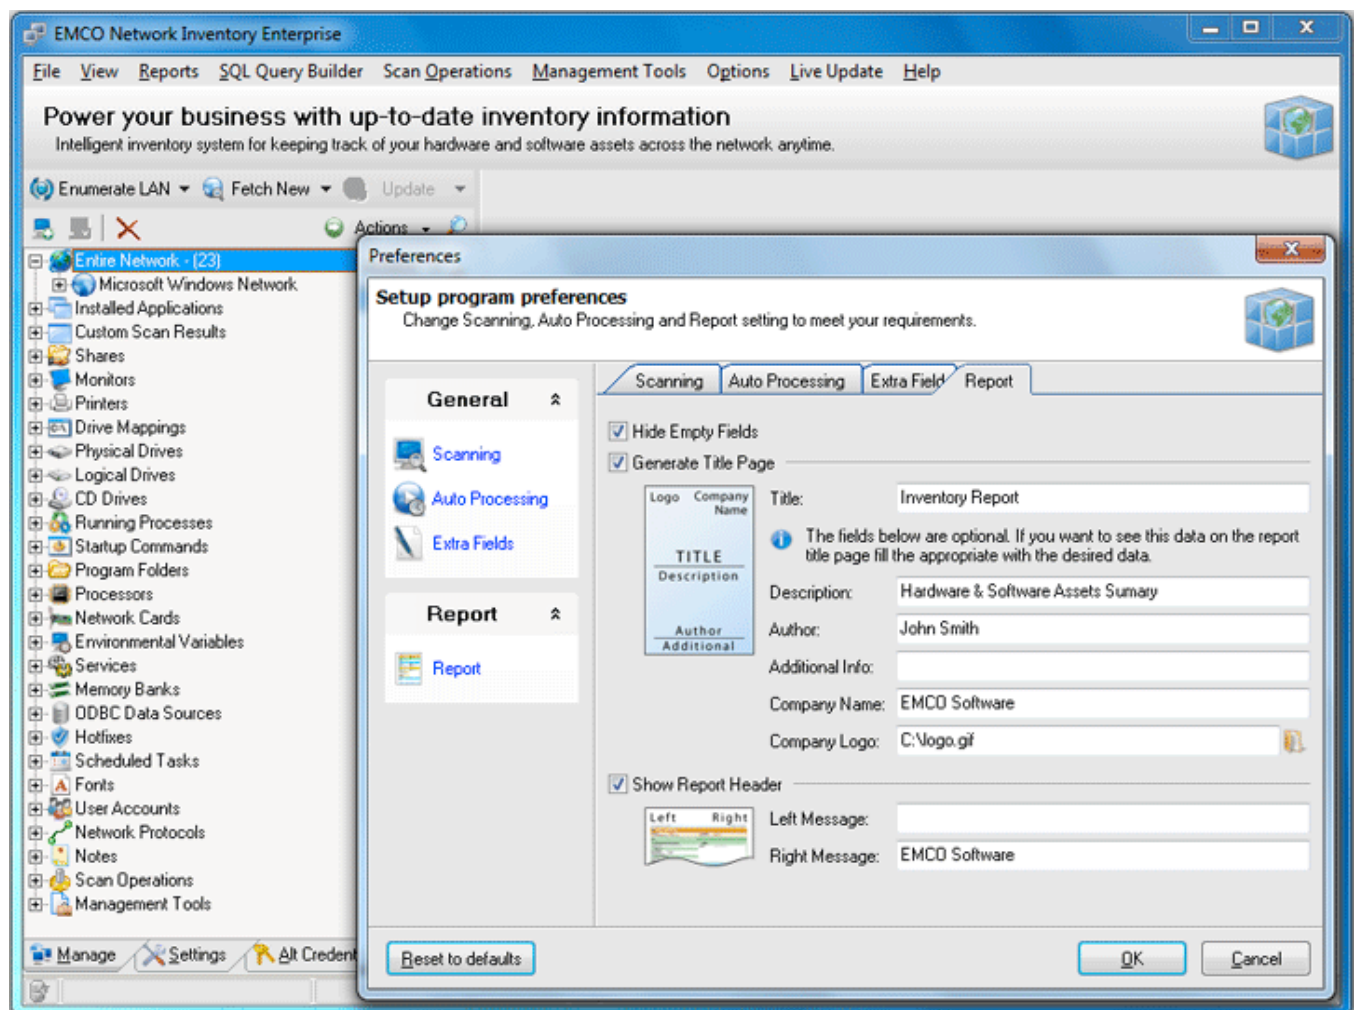 EMCO Network Inventory Enterprise
File View Reports SQL Query Builder Scan Operations Management Tools Options Live Update Help
Power your business with up-to-date inventory information
Intelligent inventory system for keeping track of your hardware and software assets across the network anytime.
Enumerate LAN Fetch New Update
Actions
Entire Network - (23)
Microsoft Windows Network
Installed Applications
Custom Scan Results
Shares
Monitors
Printers
Drive Mappings
Physical Drives
Logical Drives
CD Drives
Running Processes
Startup Commands
Program Folders
Processors
Network Cards
Environmental Variables
Services
Memory Banks
ODBC Data Sources
Hotfixes
Scheduled Tasks
Fonts
User Accounts
Network Protocols
Notes
Scan Operations
Management Tools
Manage Settings Alt Credent
Preferences
Setup program preferences
Change Scanning, Auto Processing and Report setting to meet your requirements.
General
Scanning
Auto Processing
Extra Fields
Report
Report
Scanning Auto Processing Extra Field Report
Hide Empty Fields
Generate Title Page
Logo Company
Name
TITLE
Description
Author
Additional
Title: Inventory Report
The fields below are optional. If you want to see this data on the report
title page fill the appropriate with the desired data.
Description: Hardware & Software Assets Sumary
Author: John Smith
Additional Info:
Company Name: EMCO Software
Company Logo: C:\logo.gif
Show Report Header
Left Right
Left Message:
Right Message: EMCO Software
Reset to defaults OK Cancel